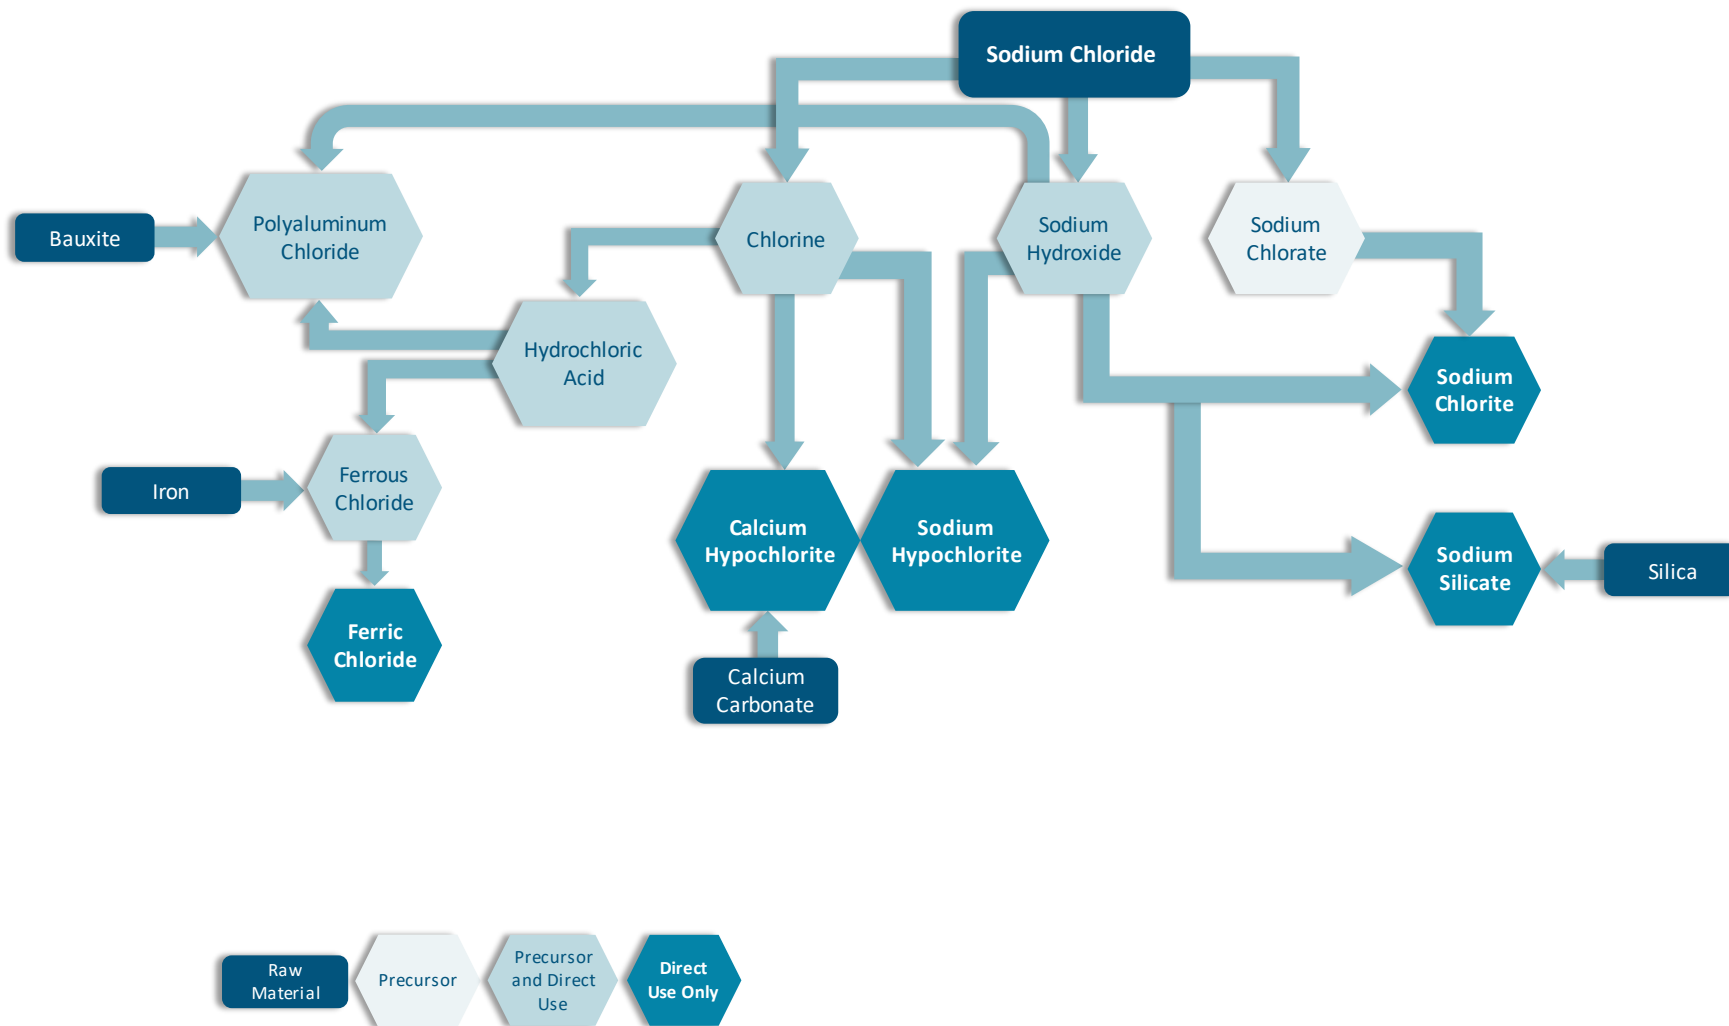 Sodium Chloride
Bauxite
Polyaluminum
Chloride
Chlorine
Sodium
Hydroxide
Sodium
Chlorate
Hydrochloric
Acid
Sodium
Chlorite
Iron
Ferrous
Chloride
Calcium
Hypochlorite
Sodium
Hypochlorite
Sodium
Silicate
Silica
Ferric
Chloride
Calcium
Carbonate
Raw
Material
Precursor
Precursor
and Direct
Use
Direct
Use Only